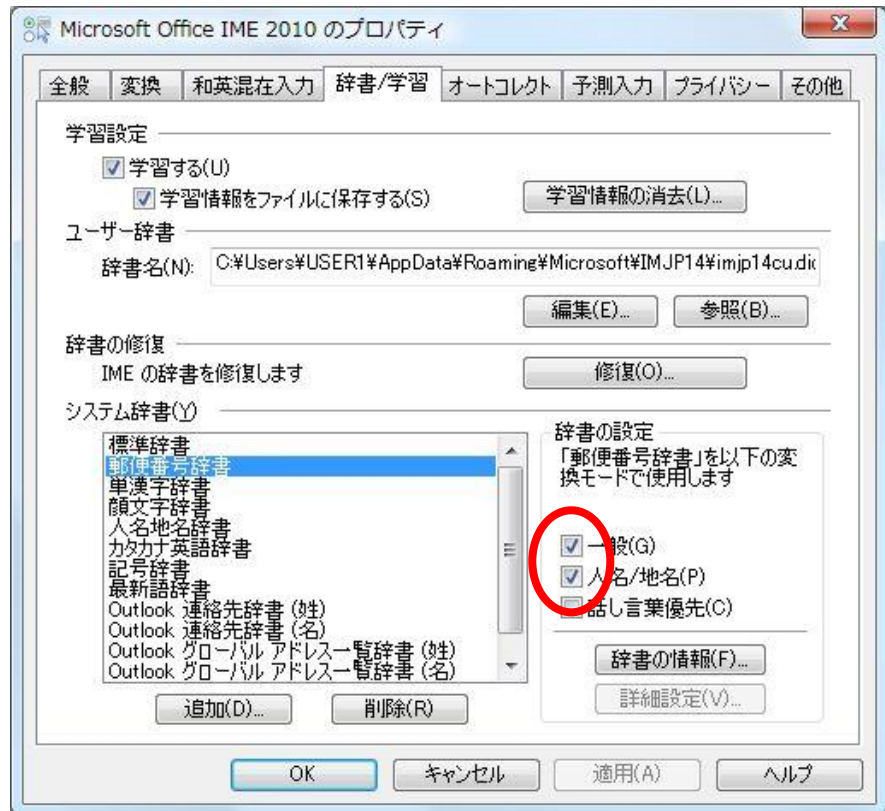 Microsoft Office IME 2010 のプロパティ
全般 変換 和英混在入力 辞書/学習 オートコレクト 予測入力 プライバシー その他
学習設定
学習する(U)
学習情報をファイルに保存する(S) 学習情報の消去(L)...
ユーザー辞書
辞書名(N): C:¥Users¥USER1¥AppData¥Roaming¥Microsoft¥IMJP14¥imjp14cu.dic
編集(E)... 参照(B)...
辞書の修復
IME の辞書を修復します 修復(O)...
システム辞書(Y)
標準辞書
郵便番号辞書
単漢字辞書
顔文字辞書
人名地名辞書
カタカナ英語辞書
記号辞書
最新語辞書
Outlook 連絡先辞書 (姓)
Outlook 連絡先辞書 (名)
Outlook グローバル アドレス一覧辞書 (姓)
Outlook グローバル アドレス一覧辞書 (名)
追加(D)... 削除(R)
辞書の設定
「郵便番号辞書」を以下の変
換モードで使用します
一般(G)
人名/地名(P)
話し言葉優先(C)
辞書の情報(F)...
詳細設定(V)...
OK キャンセル 適用(A) ヘルプ